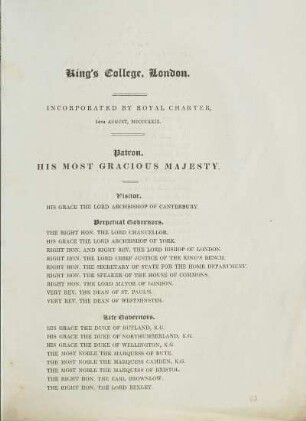 King's College, London.
INCORPORATED BY ROYAL CHARTER,
14TH AUGUST, MDCCCXXIX.
Patron,
HIS MOST GRACIOUS MAJESTY.
Visitor.
HIS GRACE THE LORD ARCHBISHOP OF CANTERBURY.
Perpetual Governors.
THE RIGHT HON. THE LORD CHANCELLOR.
HIS GRACE THE LORD ARCHBISHOP OF YORK.
RIGHT HON. AND RIGHT REV. THE LORD BISHOP OF LONDON.
RIGHT HON. THE LORD CHIEF JUSTICE OF THE KING'S BENCH.
RIGHT HON. THE SECRETARY OF STATE FOR THE HOME DEPARTMENT.
RIGHT HON. THE SPEAKER OF THE HOUSE OF COMMONS.
RIGHT HON. THE LORD MAYOR OF LONDON.
VERY REV. THE DEAN OF ST. PAUL'S.
VERY REV. THE DEAN OF WESTMINSTER.
Life Governors.
HIS GRACE THE DUKE OF RUTLAND, K.G.
HIS GRACE THE DUKE OF NORTHUMBERLAND, K.G.
HIS GRACE THE DUKE OF WELLINGTON, K.G.
THE MOST NOBLE THE MARQUESS OF BUTE.
THE MOST NOBLE THE MARQUESS CAMDEN, K.G.
THE MOST NOBLE THE MARQUESS OF BRISTOL.
THE RIGHT HON. THE EARL BROWNLOW.
THE RIGHT HON. THE LORD BEXLEY.